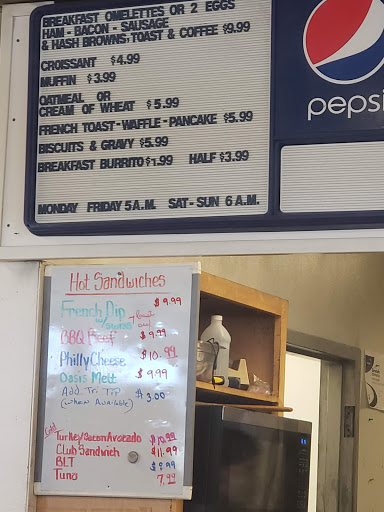 BREAKFAST OMELETTES OR 2 EGGS
HAM - BACON - SAUSAGE
& HASH BROWNS, TOAST & COFFEE $9.99
CROISSANT $4.99
MUFFIN $3.99
OATMEAL OR
CREAM OF WHEAT $5.99
FRENCH TOAST-WAFFLE-PANCAKE $5.99
BISCUITS & GRAVY $5.99
BREAKFAST BURRITO $1.99 HALF $3.99
MONDAY FRIDAY 5 A.M. SAT-SUN 6 A.M.
pepsi
Hot Sandwiches
French Dip $9.99
BBQ Beef $9.99
Philly Cheese $10.99
Oasis Melt $9.99
Add Tri Tip $3.00
(when Available)
Cold
Turkey/Bacon Avocado $10.99
Club Sandwich $11.99
BLT $8.99
Tuna 7.99